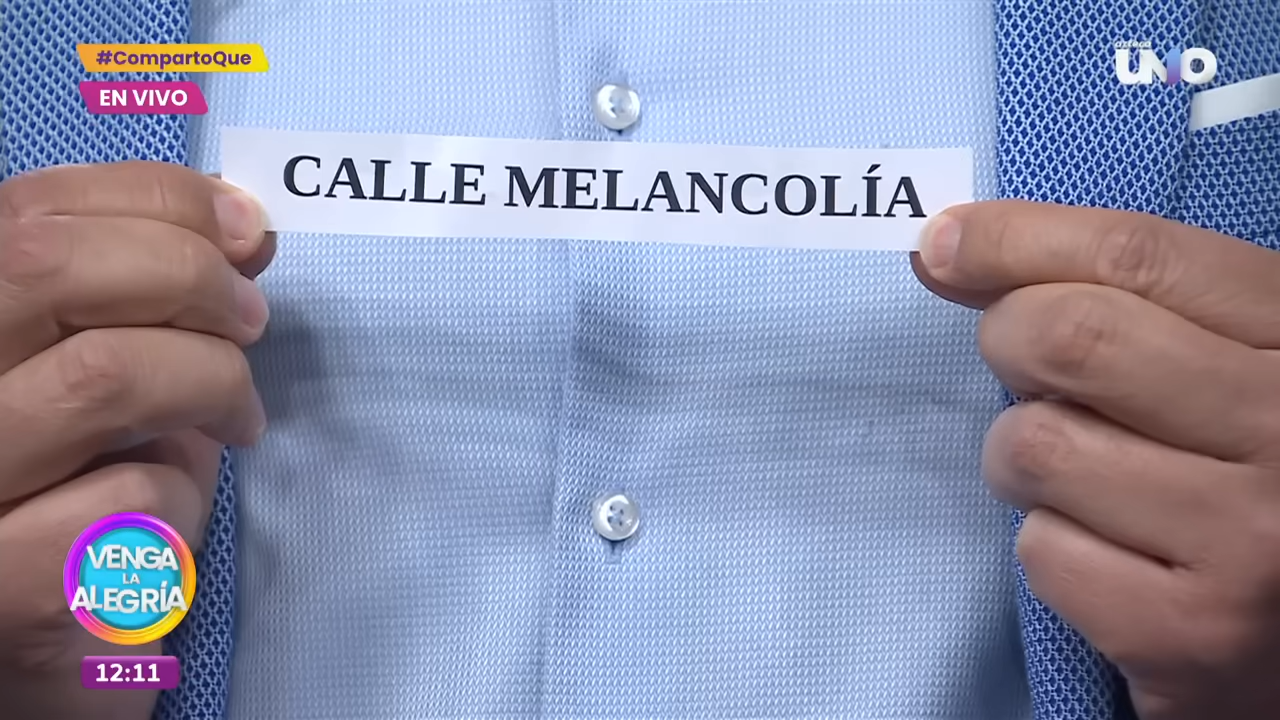 #CompartoQue
EN VIVO
azteca
UNO
CALLE MELANCOLÍA
VENGA
LA
ALEGRÍA
12:11